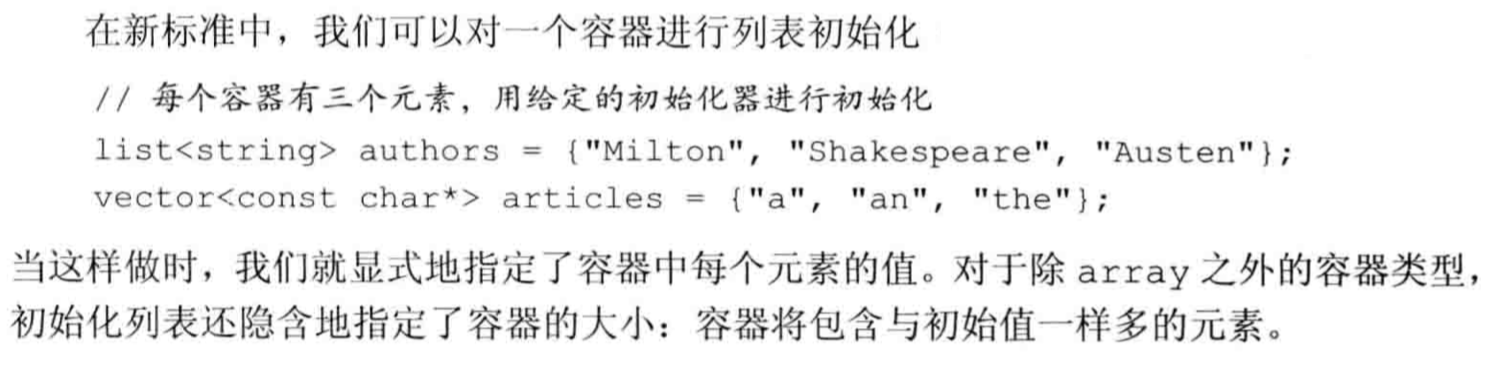 在新标准中，我们可以对一个容器进行列表初始化
// 每个容器有三个元素，用给定的初始化器进行初始化
list<string> authors = {"Milton", "Shakespeare", "Austen"};
vector<const char*> articles = {"a", "an", "the"};
当这样做时，我们就显式地指定了容器中每个元素的值。对于除 array 之外的容器类型，
初始化列表还隐含地指定了容器的大小：容器将包含与初始值一样多的元素。